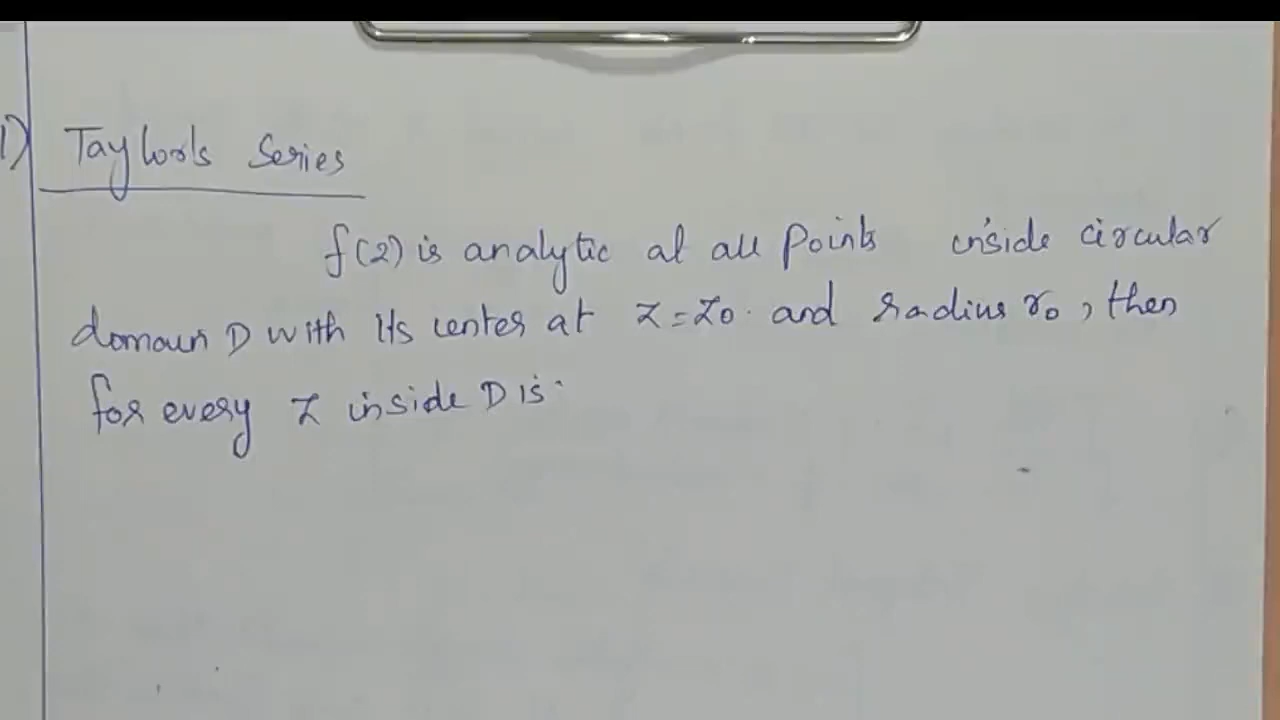 1) Taylor's Series
f(z) is analytic at all points inside circular
domain D with its center at z=z0. and radius r0, then
for every z inside D is